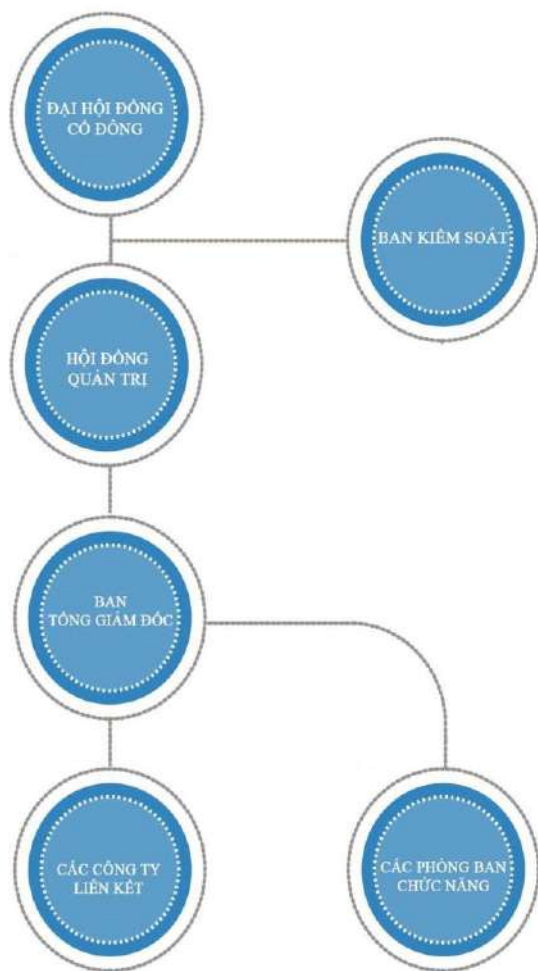 ĐẠI HỘI ĐỒNG
CỔ ĐÔNG
BAN KIỂM SOÁT
HỘI ĐỒNG
QUẢN TRỊ
BAN
TỔNG GIÁM ĐỐC
CÁC CÔNG TY
LIÊN KẾT
CÁC PHÒNG BAN
CHỨC NĂNG